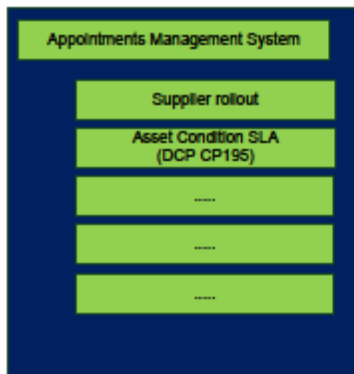 Appointments Management System
Supplier rollout
Asset Condition SLA
(DCP CP195)
.....
.....
.....